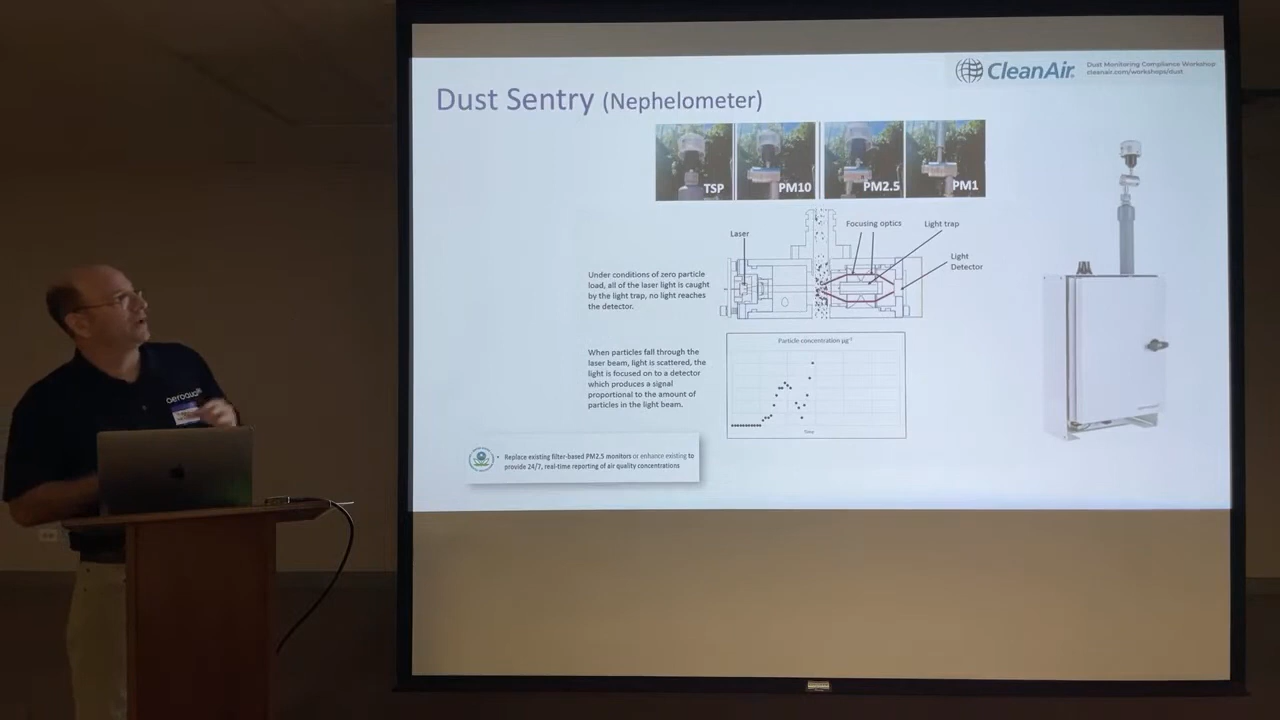 CleanAir.
Dust Monitoring Compliance Workshop
cleanair.com/workshops/dust
Dust Sentry (Nephelometer)
TSP
PM10
PM2.5
PM1
Laser
Focusing optics
Light trap
Light
Detector
Under conditions of zero particle
load, all of the laser light is caught
by the light trap, no light reaches
the detector.
When particles fall through the
laser beam, light is scattered, the
light is focused on to a detector
which produces a signal
proportional to the amount of
particles in the light beam.
Particle concentration
Time
• Replace existing filter-based PM2.5 monitors or enhance existing to
provide 24/7, real-time reporting of air quality concentrations
aeroqual